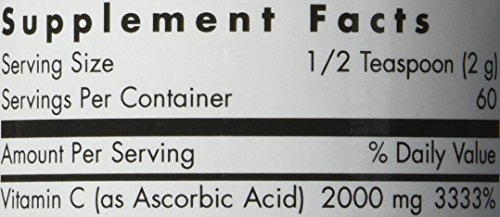 Supplement Facts
Serving Size 1/2 Teaspoon (2 g)
Servings Per Container 60
Amount Per Serving % Daily Value
Vitamin C (as Ascorbic Acid) 2000 mg 3333%